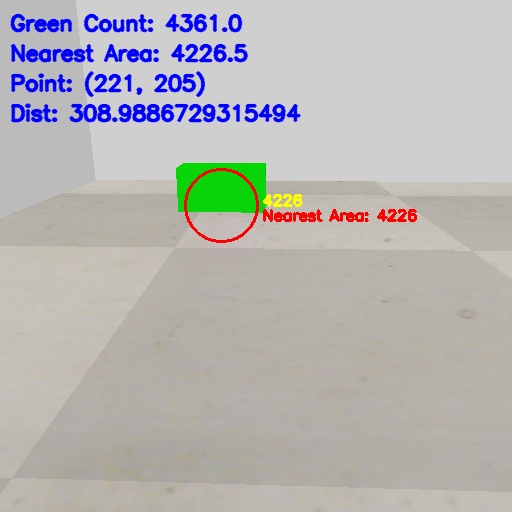 Green Count: 4361.0
Nearest Area: 4226.5
Point: (221, 205)
Dist: 308.9886729315494
4226
Nearest Area: 4226